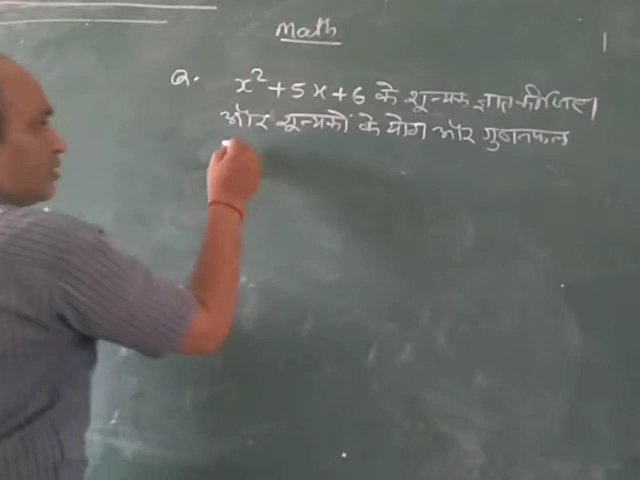 Math
Q. x²+5x+6 के शून्यक ज्ञात कीजिए।
और शून्यकों के योग और गुणनफल